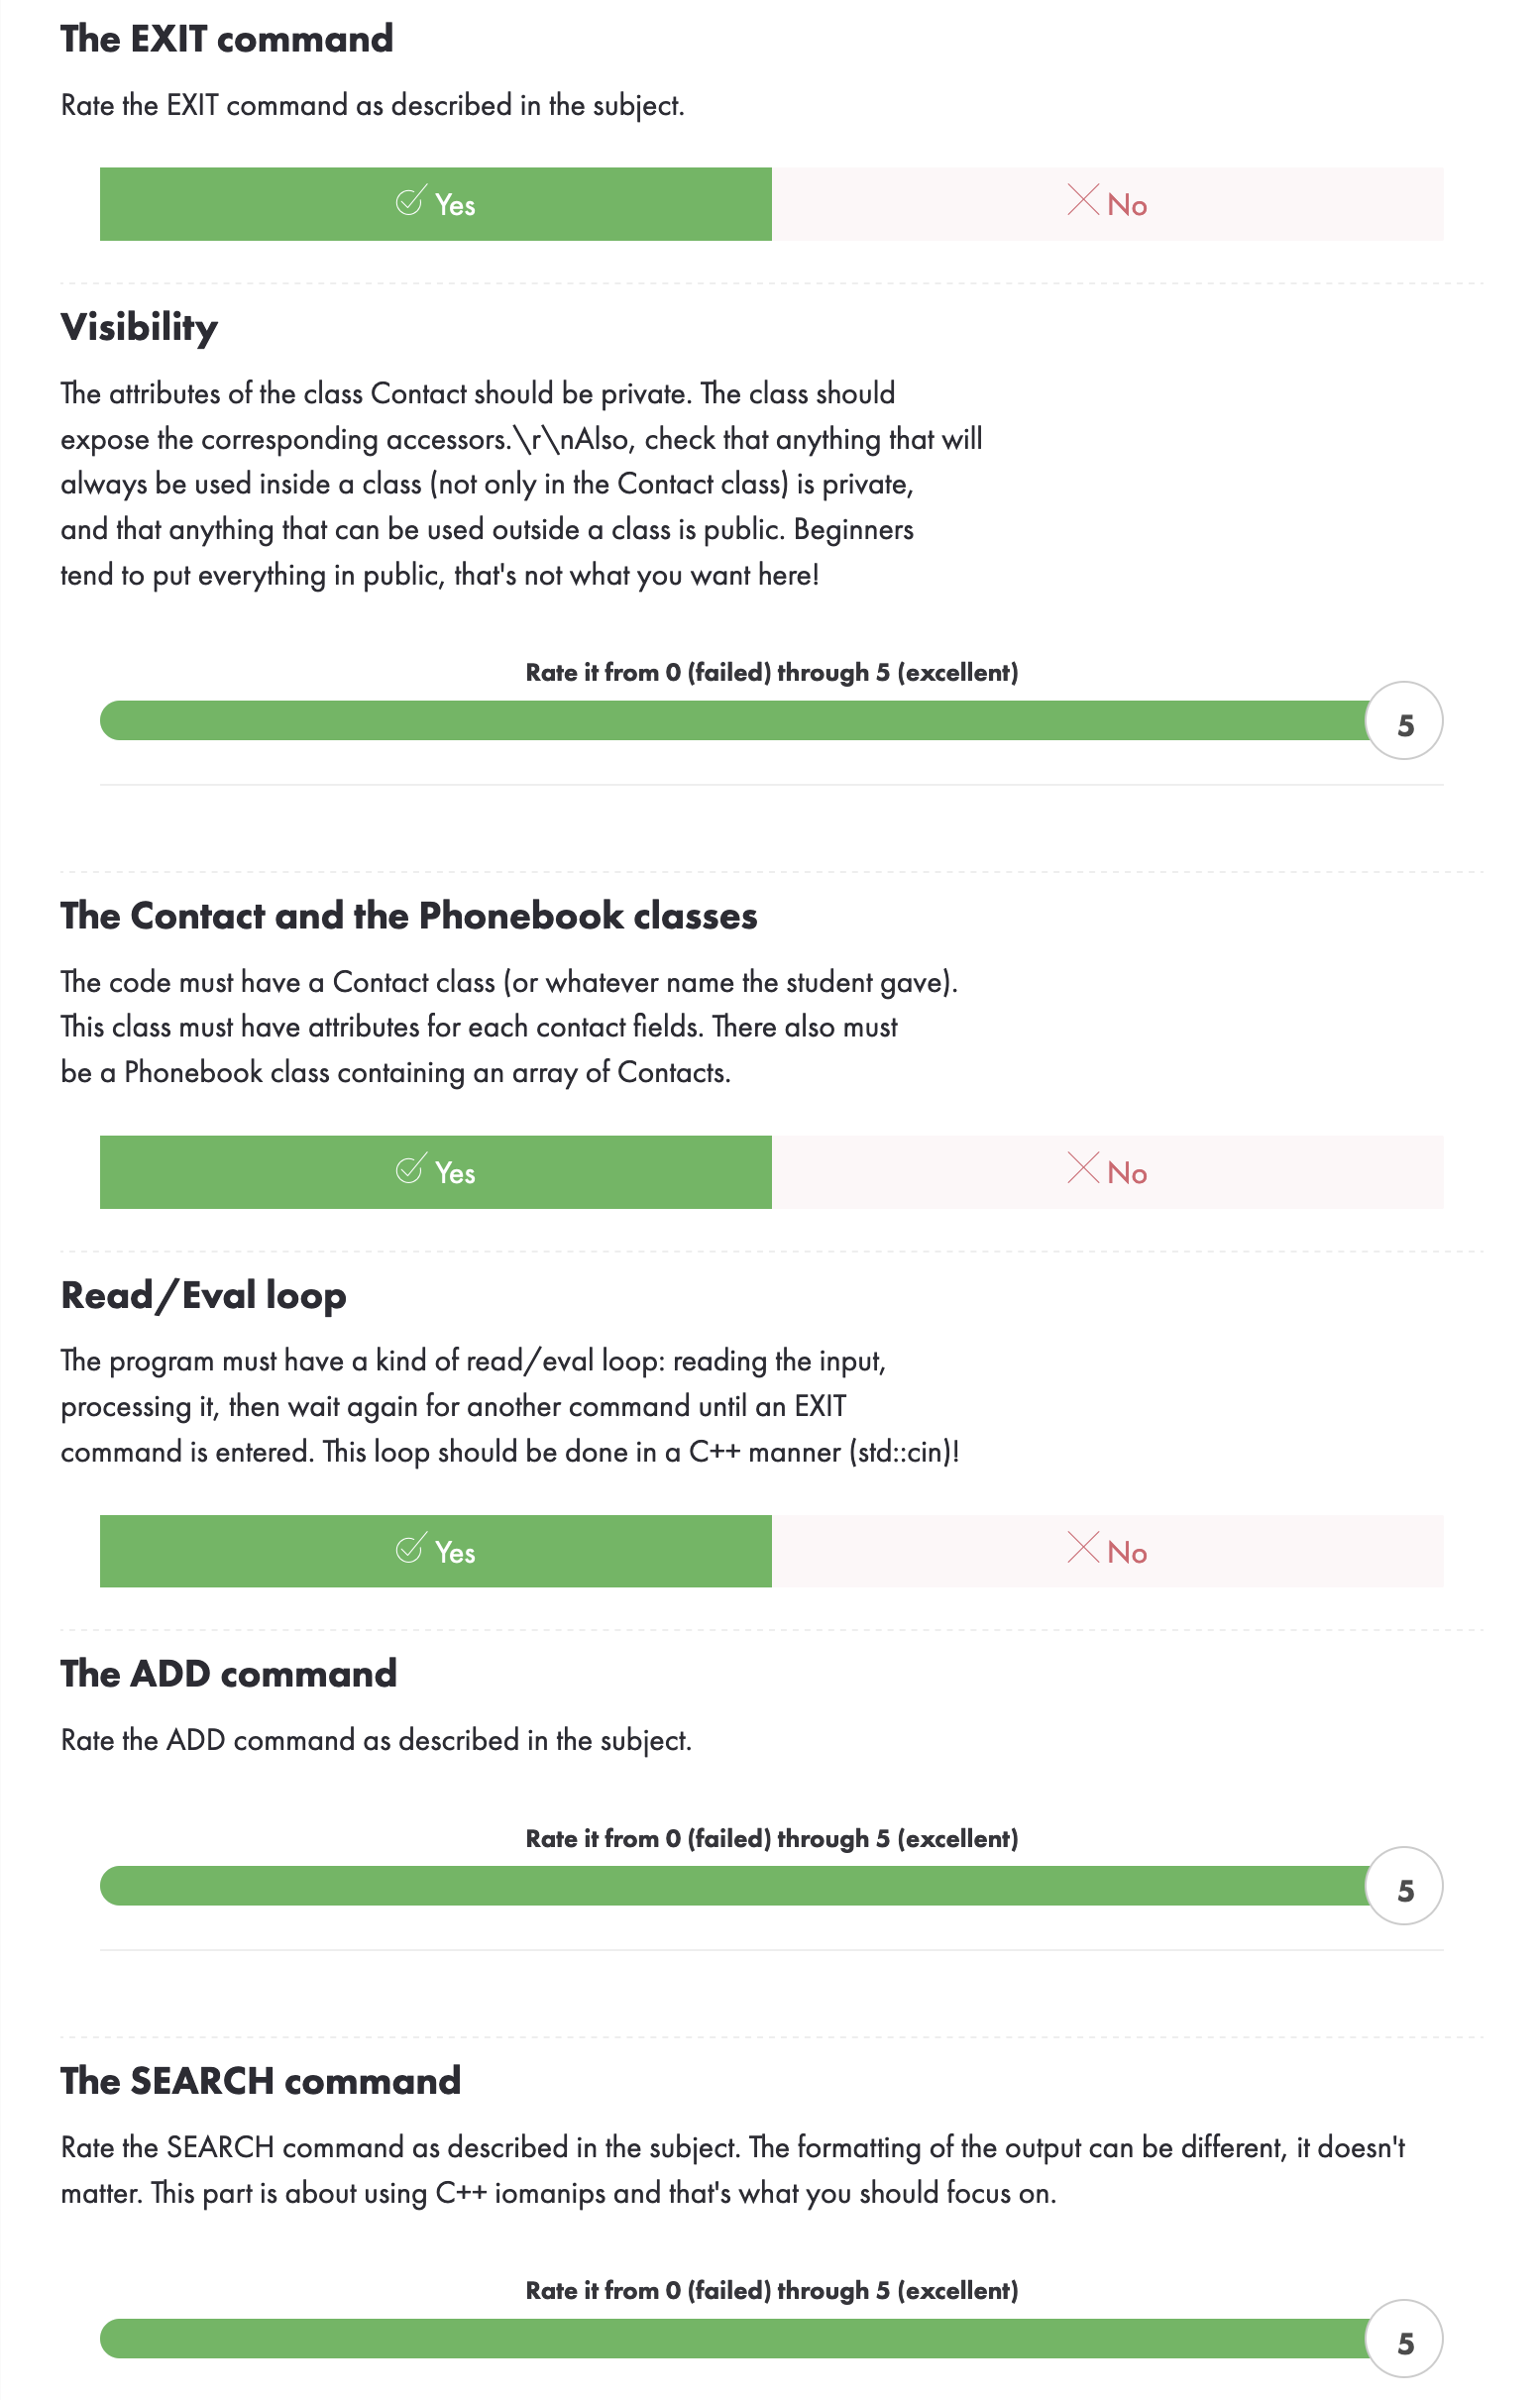 The EXIT command
Rate the EXIT command as described in the subject.
Yes
No
Visibility
The attributes of the class Contact should be private. The class should
expose the corresponding accessors.\r\nAlso, check that anything that will
always be used inside a class (not only in the Contact class) is private,
and that anything that can be used outside a class is public. Beginners
tend to put everything in public, that's not what you want here!
Rate it from 0 (failed) through 5 (excellent)
5
The Contact and the Phonebook classes
The code must have a Contact class (or whatever name the student gave).
This class must have attributes for each contact fields. There also must
be a Phonebook class containing an array of Contacts.
Yes
No
Read/Eval loop
The program must have a kind of read/eval loop: reading the input,
processing it, then wait again for another command until an EXIT
command is entered. This loop should be done in a C++ manner (std::cin)!
Yes
No
The ADD command
Rate the ADD command as described in the subject.
Rate it from 0 (failed) through 5 (excellent)
5
The SEARCH command
Rate the SEARCH command as described in the subject. The formatting of the output can be different, it doesn't
matter. This part is about using C++ iomanips and that's what you should focus on.
Rate it from 0 (failed) through 5 (excellent)
5